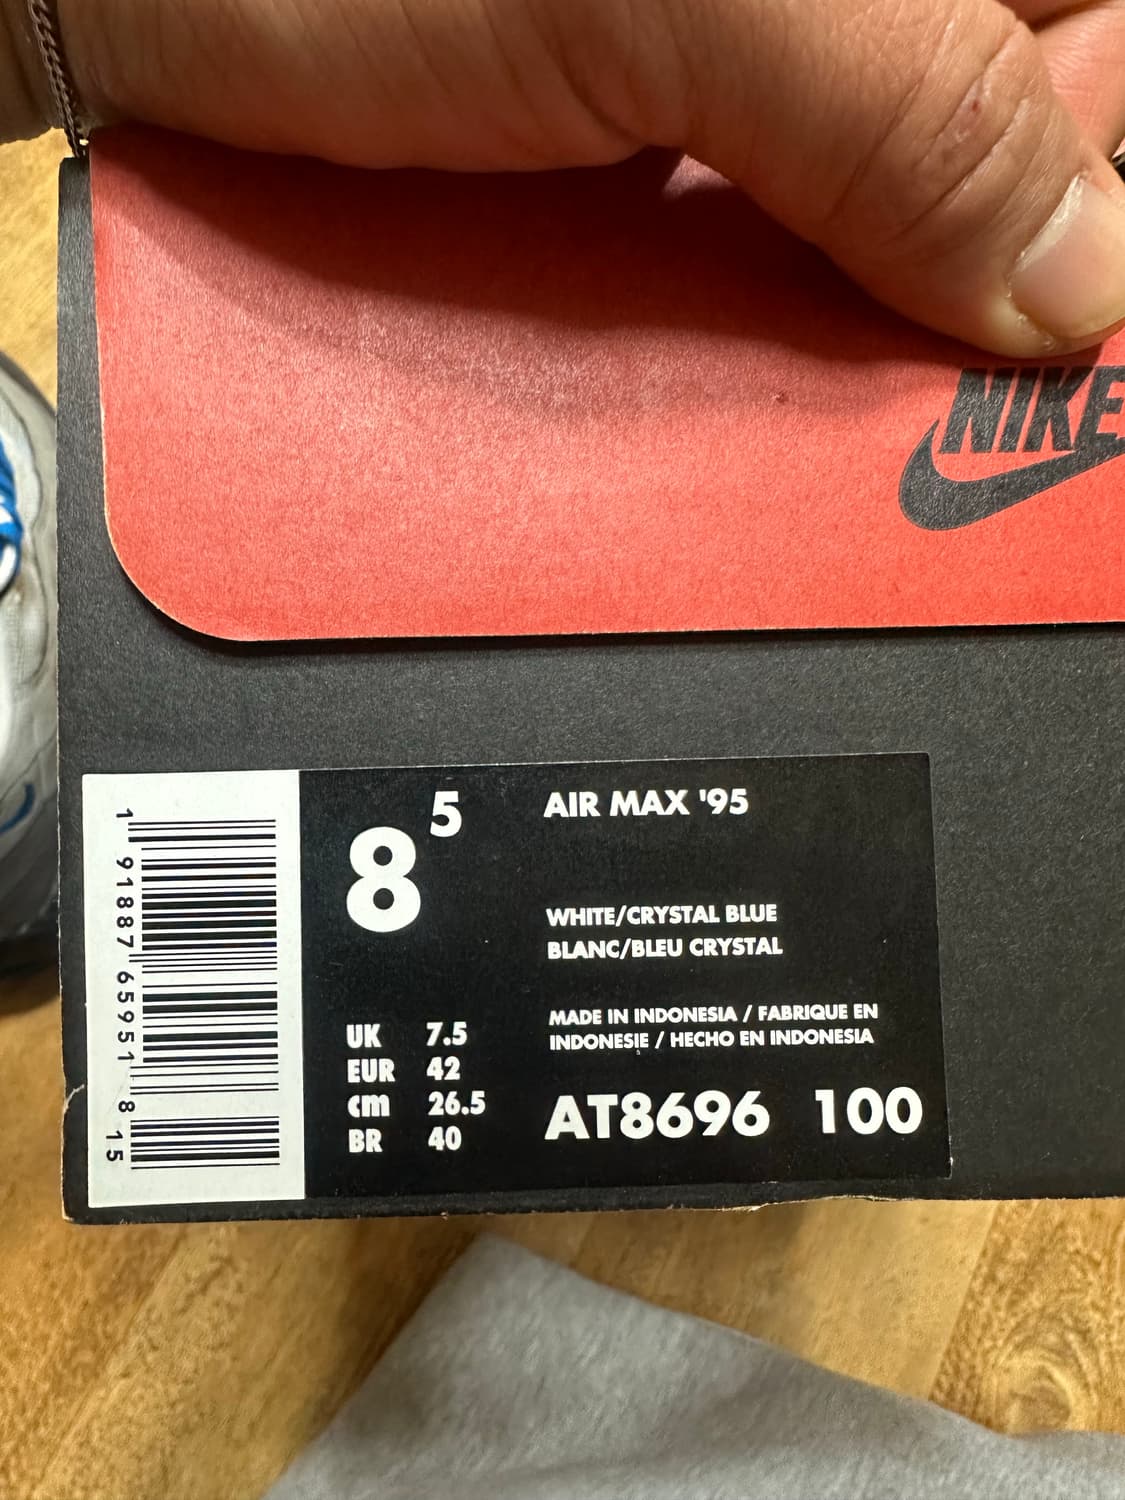 NIKE
8 5
AIR MAX '95
WHITE/CRYSTAL BLUE
BLANC/BLEU CRYSTAL
MADE IN INDONESIA / FABRIQUE EN
INDONESIE / HECHO EN INDONESIA
UK 7.5
EUR 42
cm 26.5
BR 40
AT8696 100
1 91887 65951 8 15